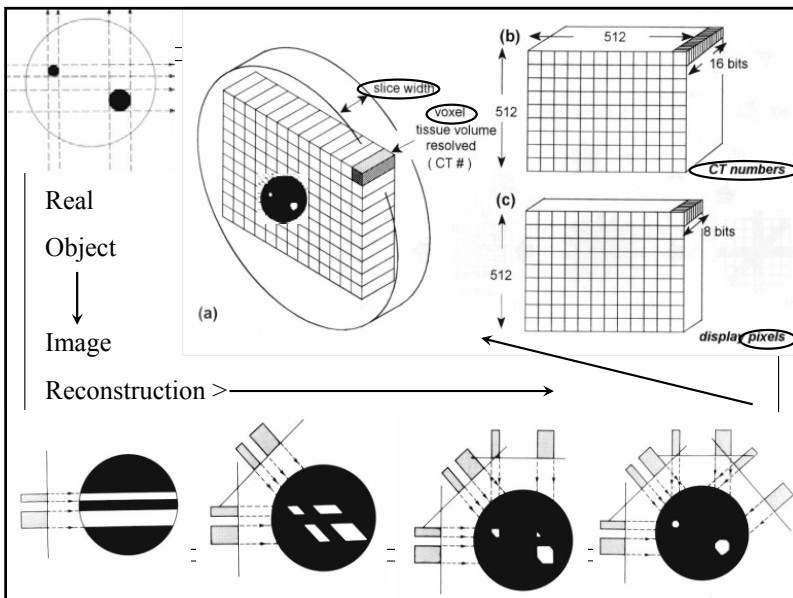 slice width
voxel
tissue volume
resolved
( CT # )
(a)
(b)
512
16 bits
512
CT numbers
(c)
8 bits
512
display pixels
Real
Object
Image
Reconstruction >